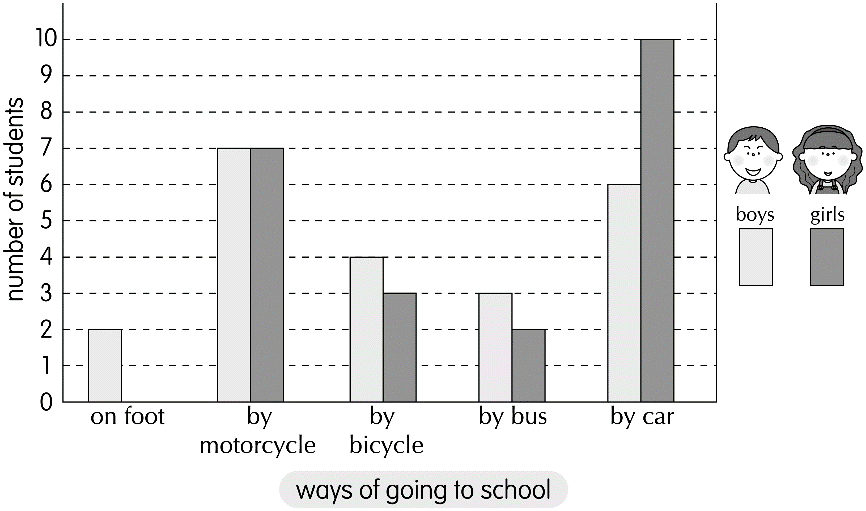 number of students
10
9
8
7
6
5
4
3
2
1
0
on foot
by motorcycle
by bicycle
by bus
by car
ways of going to school
boys
girls